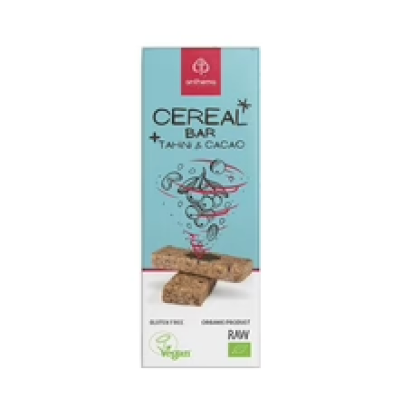 anthemis
CEREAL
BAR
+TAHINI & CACAO
GLUTEN FREE
ORGANIC PRODUCT
vegan
RAW